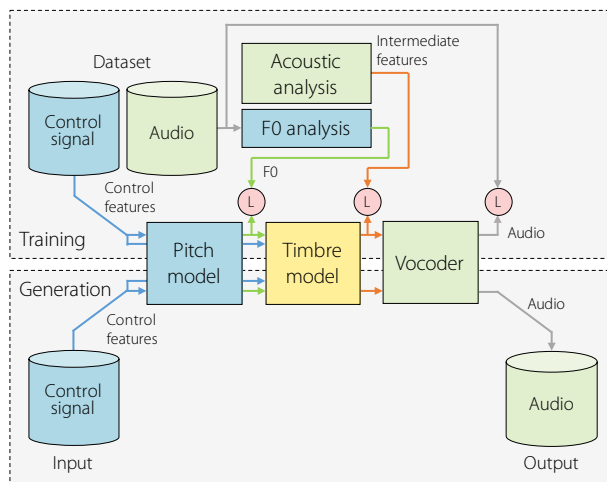 Dataset
Control
signal
Audio
Acoustic
analysis
F0 analysis
Intermediate
features
F0
Control
features
L
L
L
Audio
Training
Pitch
model
Timbre
model
Vocoder
Generation
Control
features
Control
signal
Input
Audio
Audio
Output